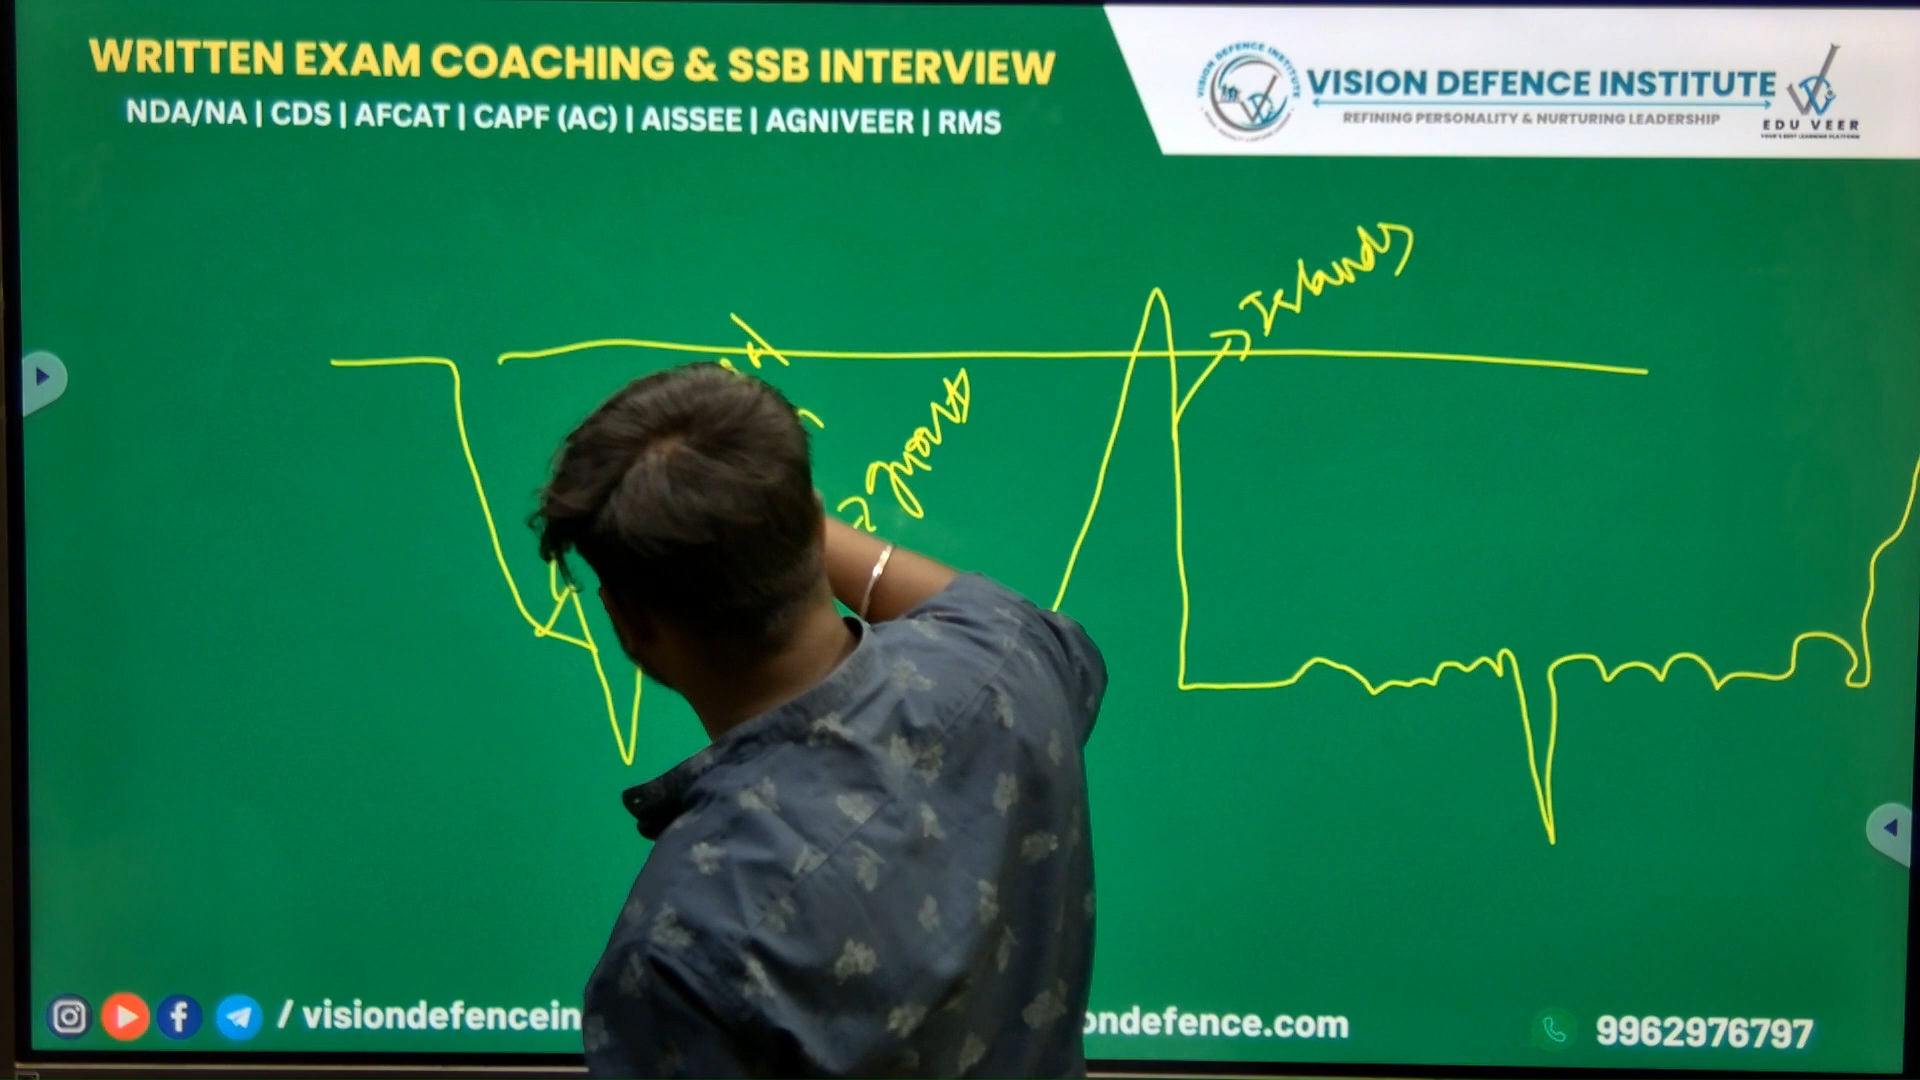 WRITTEN EXAM COACHING & SSB INTERVIEW
NDA/NA | CDS | AFCAT | CAPF (AC) | AISSEE | AGNIVEER | RMS
VISION DEFENCE INSTITUTE
REFINING PERSONALITY & NURTURING LEADERSHIP
EDU VEER
Islands
/ visiondefencein
ondefence.com
9962976797